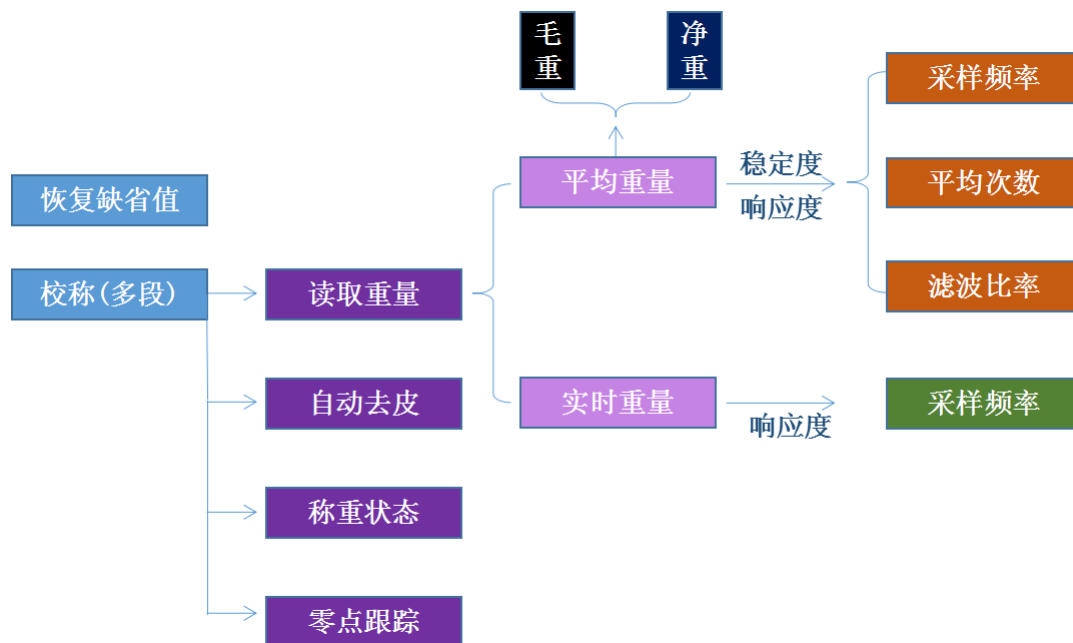 毛重
净重
采样频率
平均重量
稳定度
响应度
平均次数
恢复缺省值
校称(多段)
读取重量
滤波比率
自动去皮
实时重量
响应度
采样频率
称重状态
零点跟踪